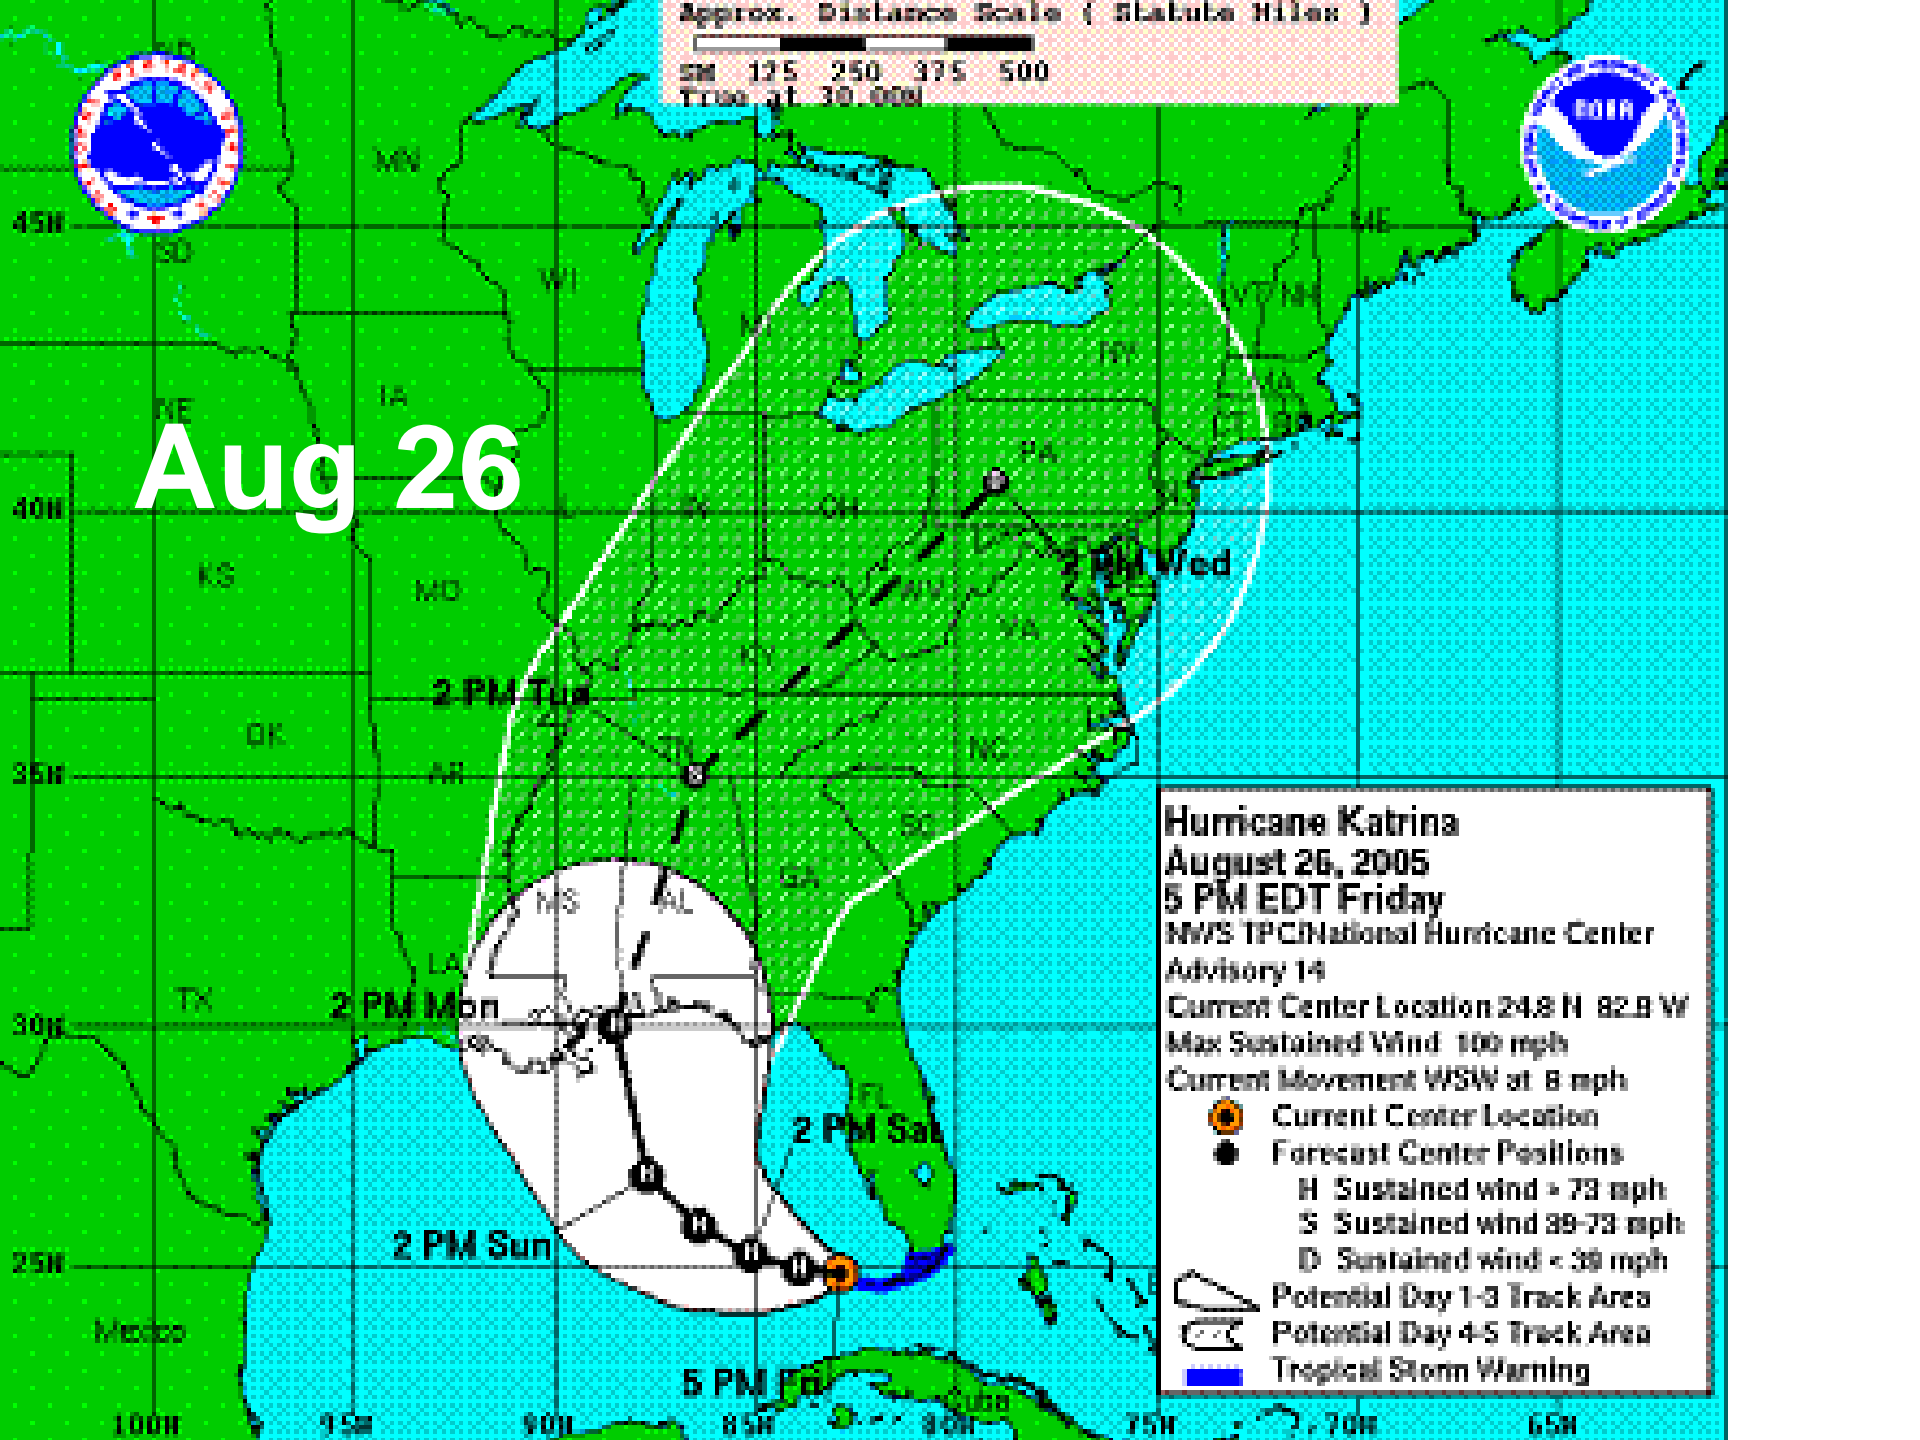 Approx. Distance Scale ( Statute Miles )
SM 125 250 375 500
True at 30.00N
NOAA
ND
MN
45N
SD
ME
WI
VT NH
MI
NY
IA
MA
NE
Aug 26
PA
40N
IN
OH
NJ
2 PM Wed
KS
MO
WV
VA
KY
2 PM Tue
OK
TN
NC
35N
AR
SC
GA
MS
AL
LA
TX
2 PM Mon
30N
FL
2 PM Sat
2 PM Sun
25N
Mexico
5 PM Fri
Cuba
100W 95W 90W 85W 80W 75W 70W 65W
Hurricane Katrina
August 26, 2005
5 PM EDT Friday
NWS TPC/National Hurricane Center
Advisory 14
Current Center Location 24.8 N 82.9 W
Max Sustained Wind 100 mph
Current Movement WSW at 8 mph
Current Center Location
Forecast Center Positions
H Sustained wind > 73 mph
S Sustained wind 39-73 mph
D Sustained wind < 39 mph
Potential Day 1-3 Track Area
Potential Day 4-5 Track Area
Tropical Storm Warning